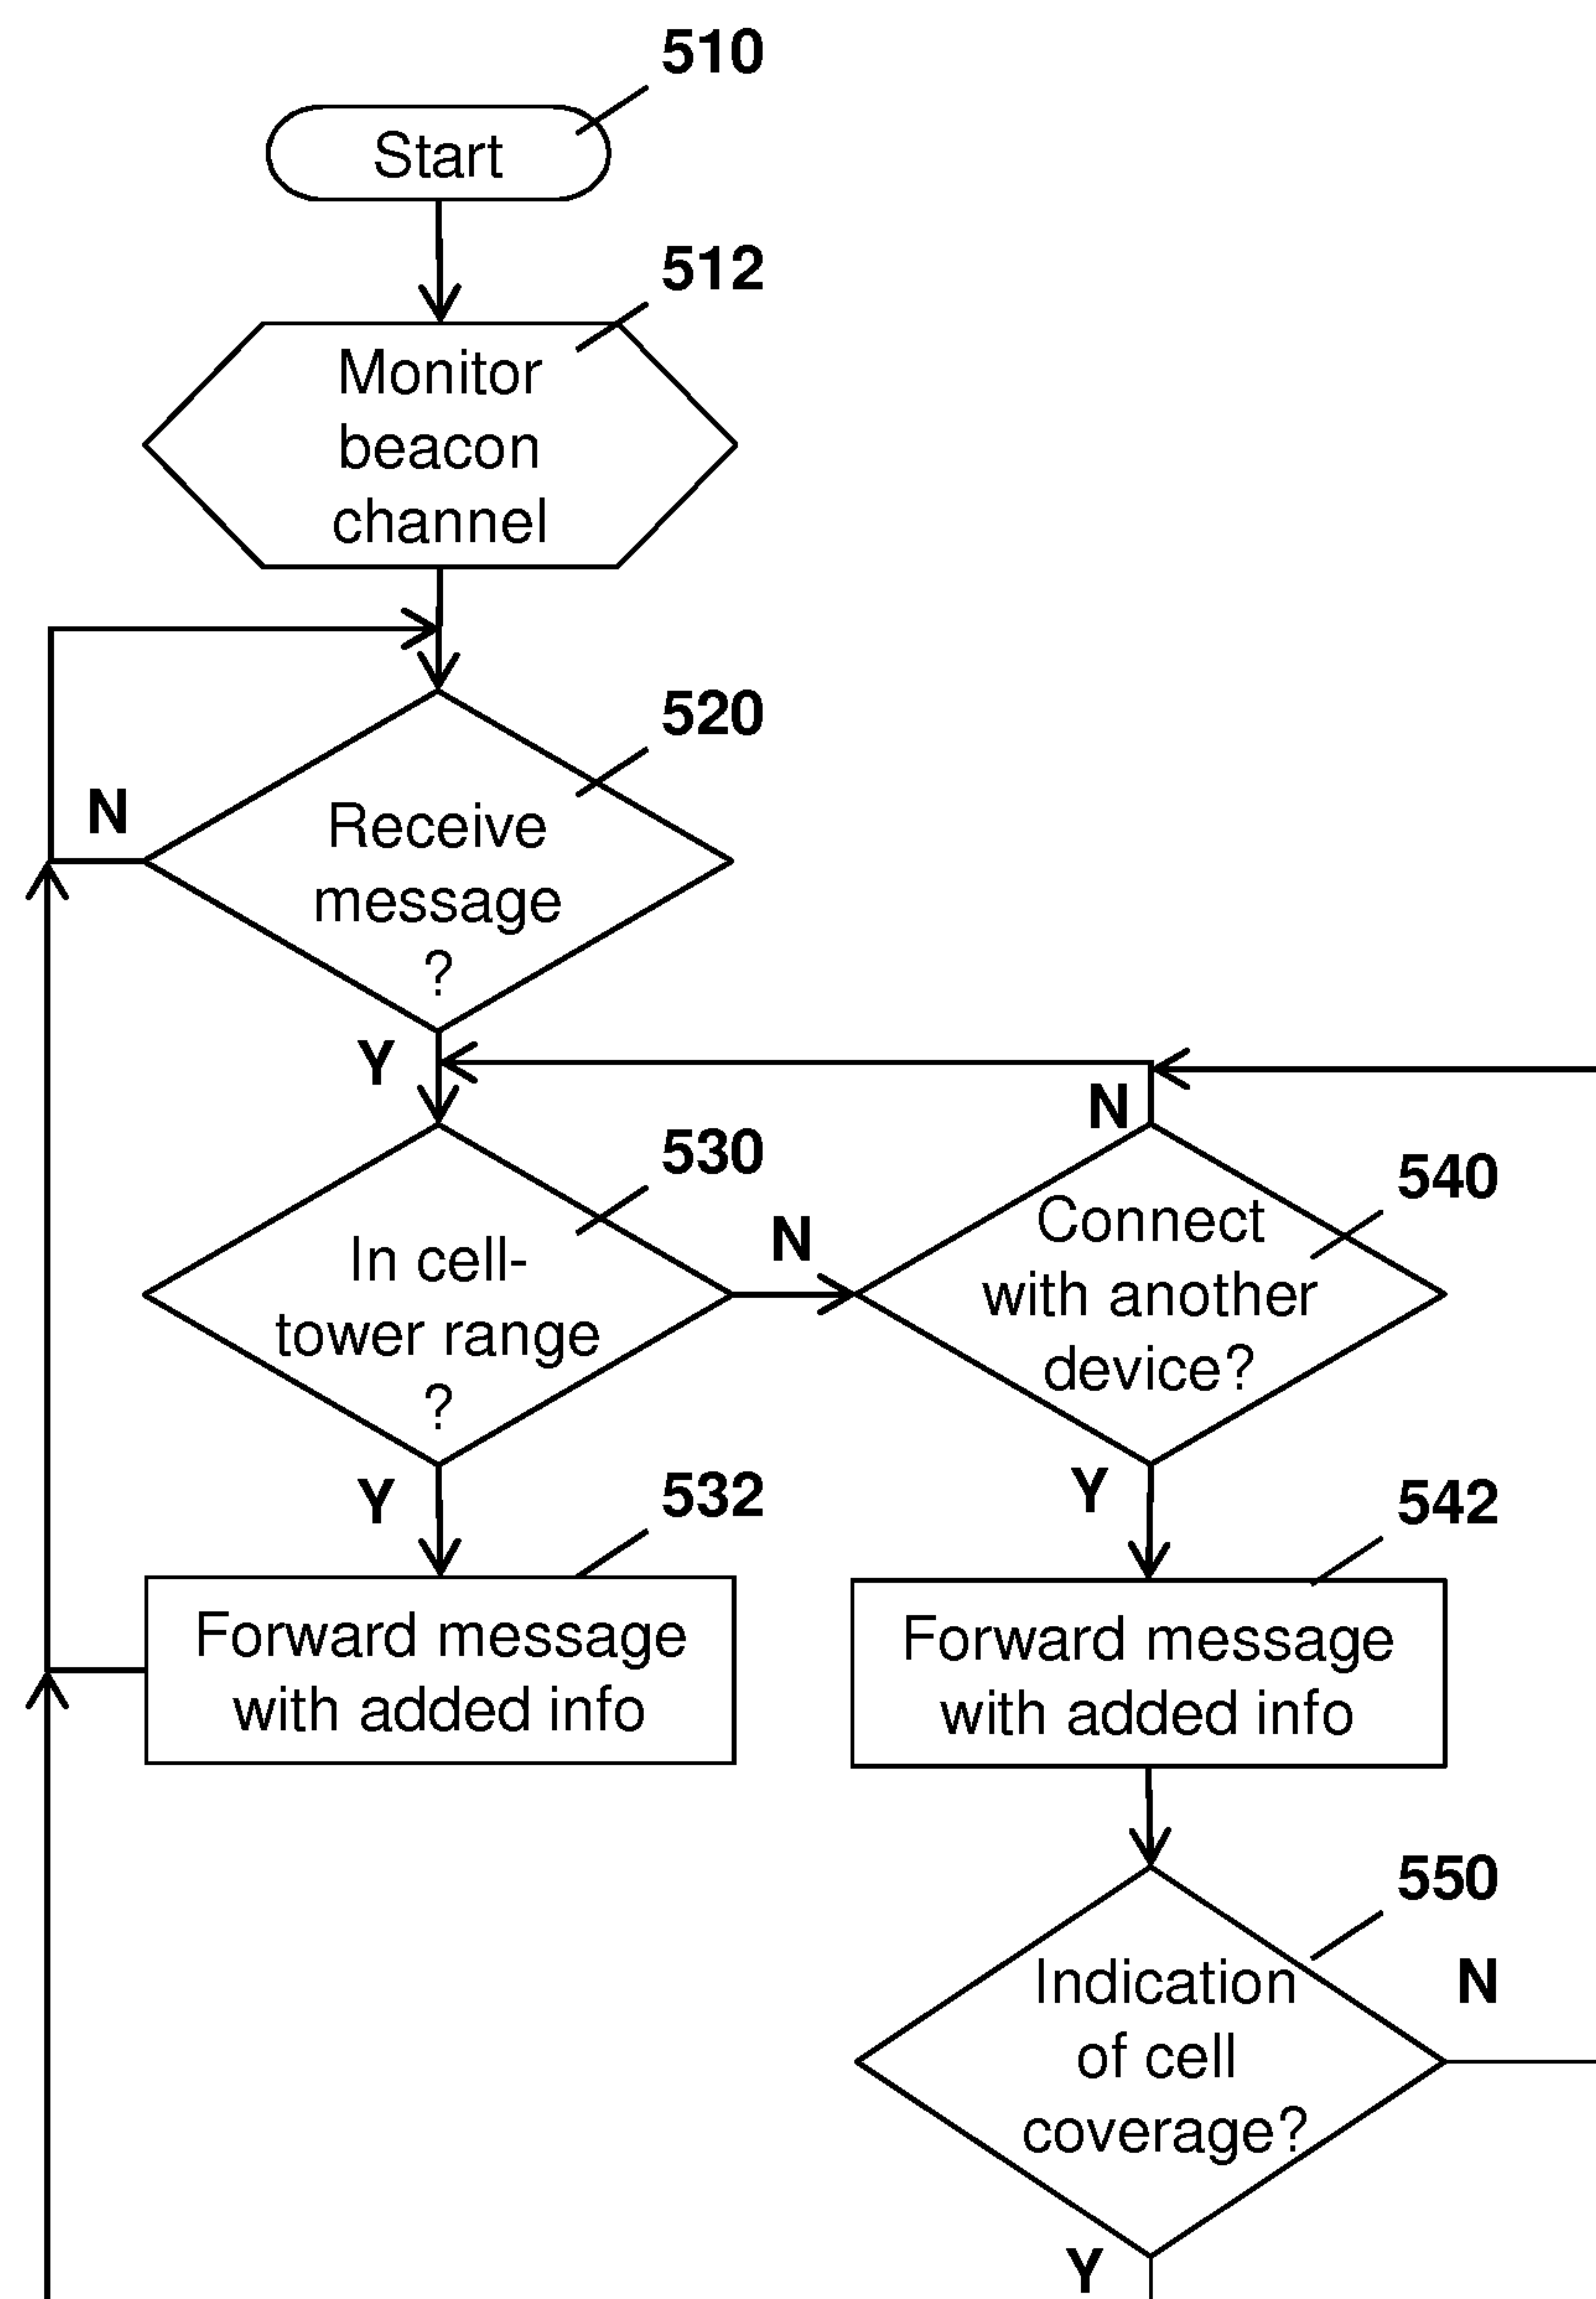 510
Start
512
Monitor
beacon
channel
520
N
Receive
message
?
Y
N
530
540
In cell-
tower range
?
N
Connect
with another
device?
Y
532
Y
542
Forward message
with added info
Forward message
with added info
550
Indication
of cell
coverage?
N
Y